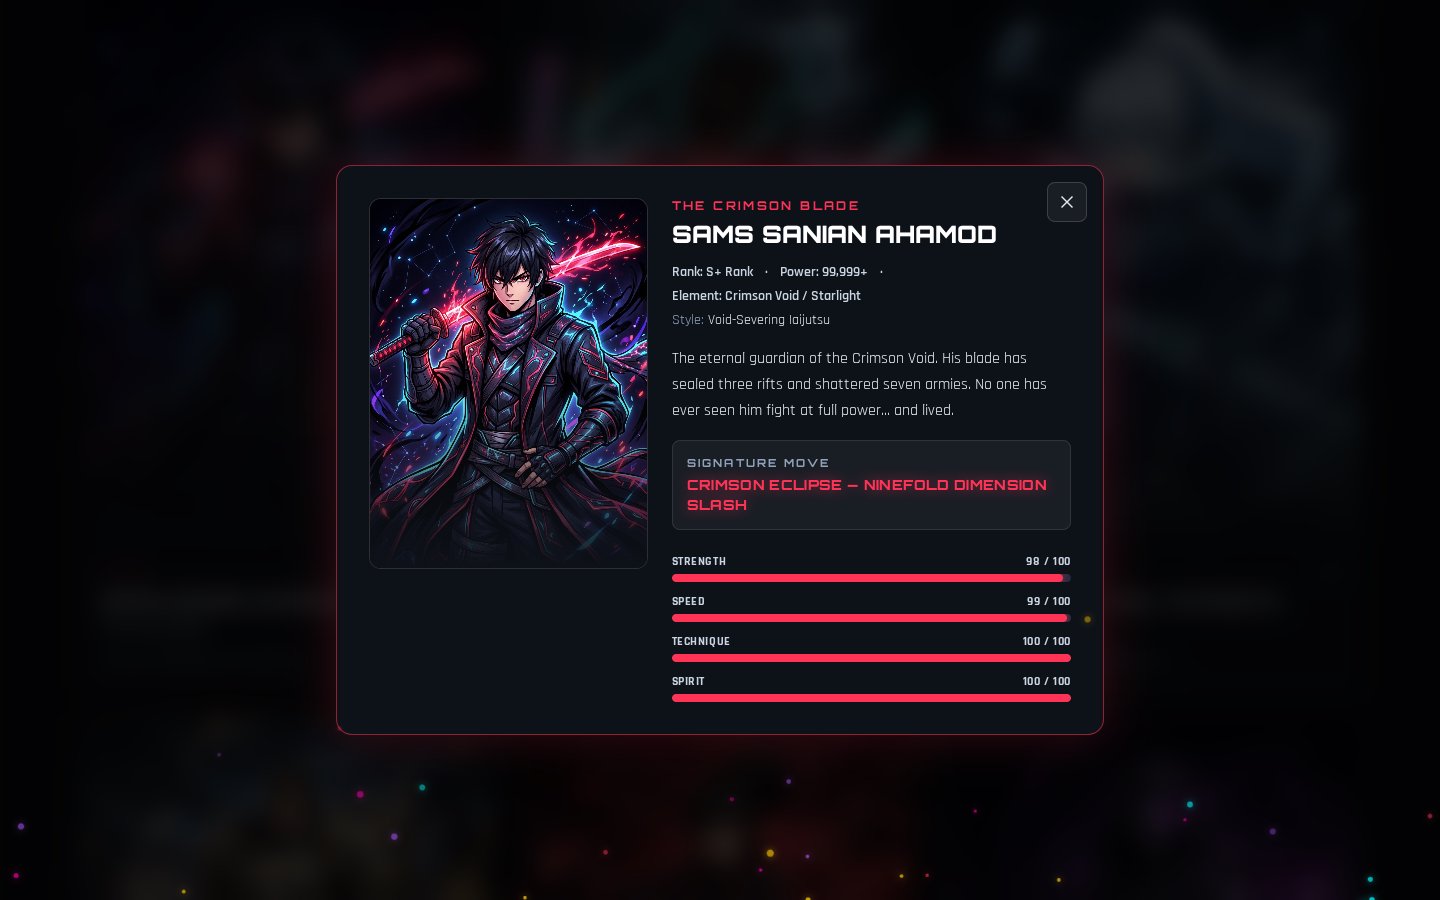 THE CRIMSON BLADE
SAMS SANIAN AHAMOD
Rank: S+ Rank · Power: 99,999+ ·
Element: Crimson Void / Starlight
Style: Void-Severing Iaijutsu
The eternal guardian of the Crimson Void. His blade has
sealed three rifts and shattered seven armies. No one has
ever seen him fight at full power... and lived.
SIGNATURE MOVE
CRIMSON ECLIPSE – NINEFOLD DIMENSION
SLASH
STRENGTH 98 / 100
SPEED 99 / 100
TECHNIQUE 100 / 100
SPIRIT 100 / 100